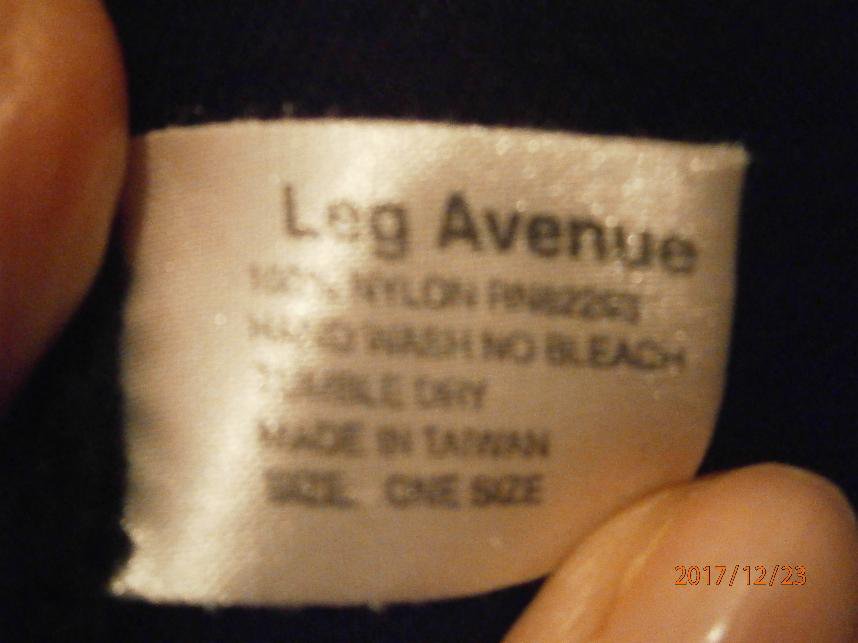 Leg Avenue
100% NYLON RN82293
HAND WASH NO BLEACH
TUMBLE DRY
MADE IN TAIWAN
SIZE. ONE SIZE
2017/12/23